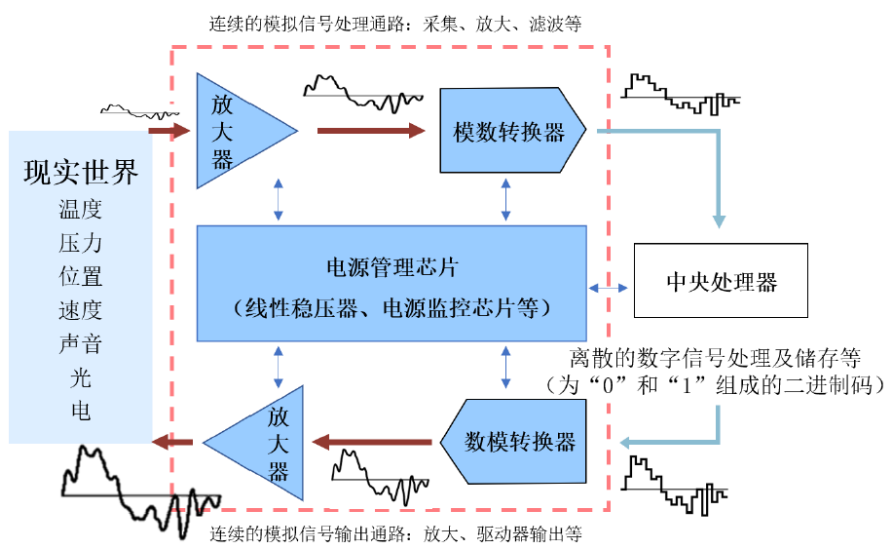 连续的模拟信号处理通路：采集、放大、滤波等
放
大
器
模数转换器
现实世界
温度
压力
位置
速度
声音
光
电
电源管理芯片
（线性稳压器、电源监控芯片等）
中央处理器
离散的数字信号处理及储存等
（为“0”和“1”组成的二进制码）
放
大
器
数模转换器
连续的模拟信号输出通路：放大、驱动器输出等